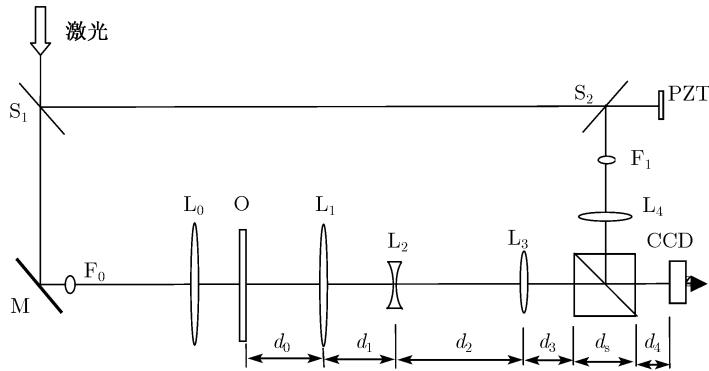 激光
S₁
S₂
PZT
F₁
L₀
O
L₁
L₂
L₃
L₄
CCD
M
F₀
d₀
d₁
d₂
d₃
dₛ
d₄